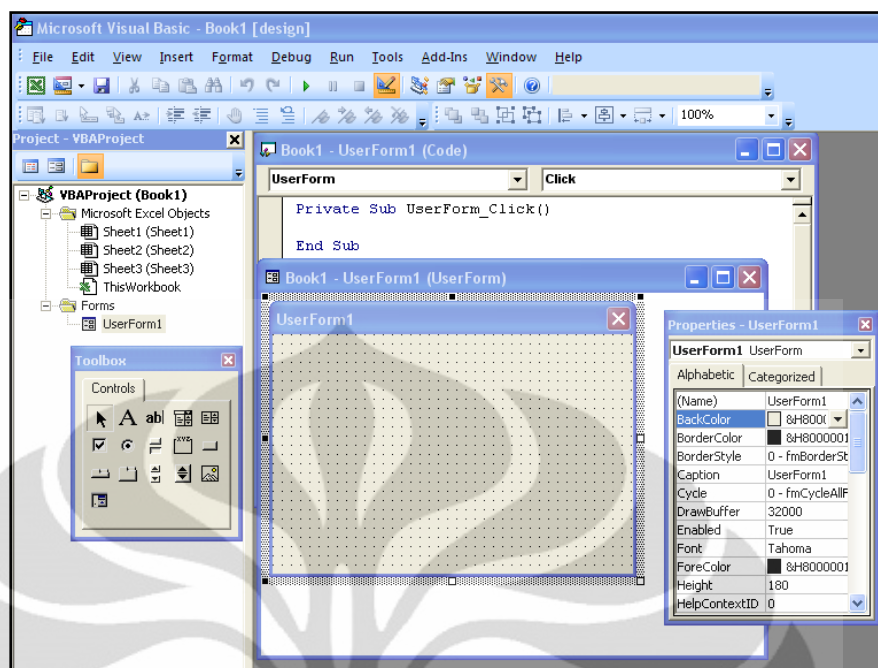 Microsoft Visual Basic - Book1 [design]
File Edit View Insert Format Debug Run Tools Add-Ins Window Help
100%
Project - VBAProject
VBAProject (Book1)
Microsoft Excel Objects
Sheet1 (Sheet1)
Sheet2 (Sheet2)
Sheet3 (Sheet3)
ThisWorkbook
Forms
UserForm1
Toolbox
Controls
A ab|
XYZ
Book1 - UserForm1 (Code)
UserForm Click
Private Sub UserForm_Click()
End Sub
Book1 - UserForm1 (UserForm)
UserForm1
Properties - UserForm1
UserForm1 UserForm
Alphabetic Categorized
(Name) UserForm1
BackColor &H800(
BorderColor &H8000001
BorderStyle 0 - fmBorderSt
Caption UserForm1
Cycle 0 - fmCycleAllF
DrawBuffer 32000
Enabled True
Font Tahoma
ForeColor &H8000001
Height 180
HelpContextID 0